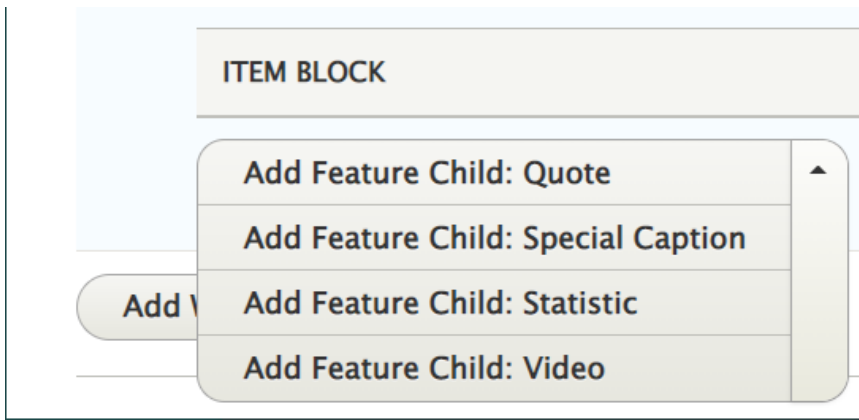 ITEM BLOCK
Add Feature Child: Quote
Add Feature Child: Special Caption
Add Feature Child: Statistic
Add Feature Child: Video
Add